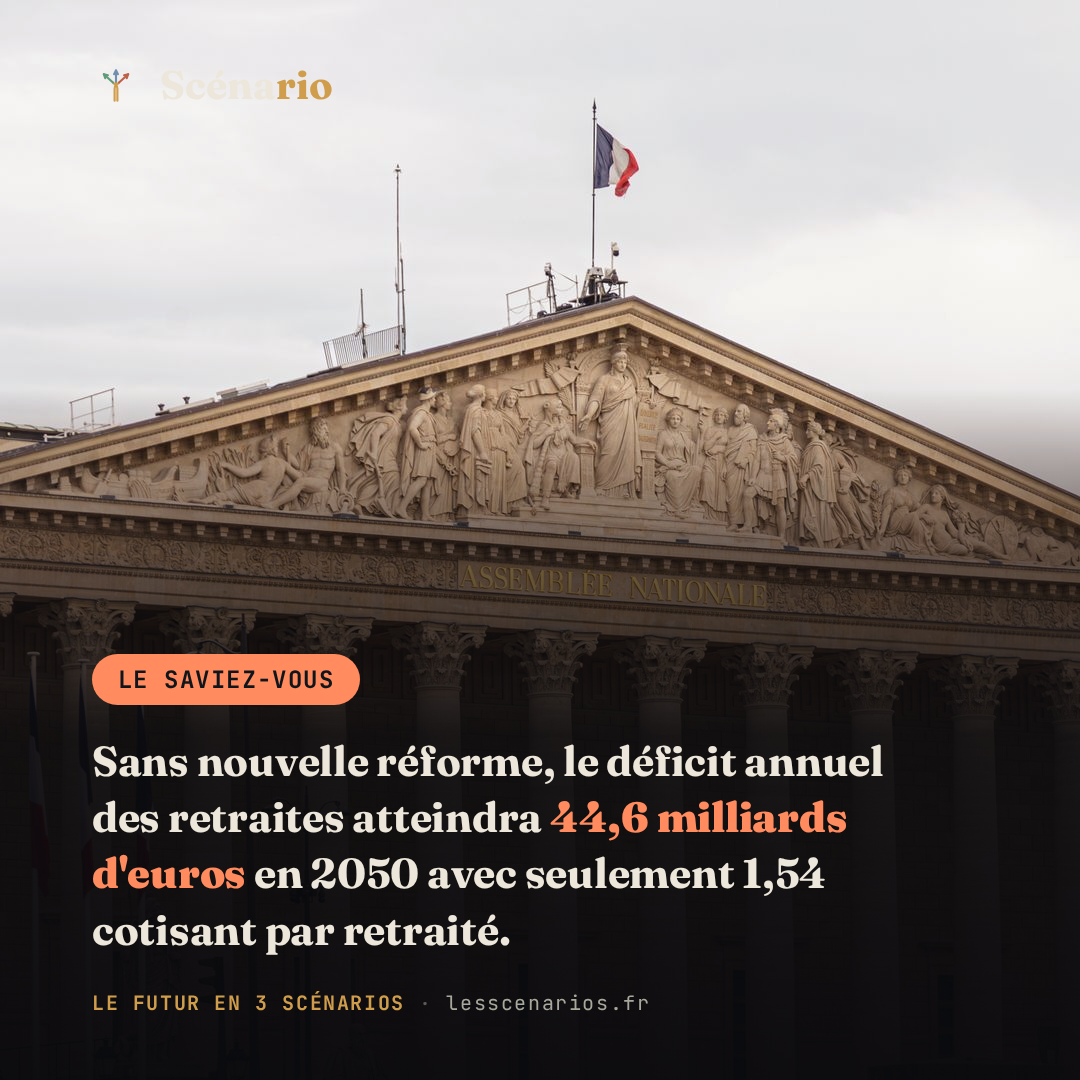 Scénario
ASSEMBLÉE NATIONALE
LE SAVIEZ-VOUS
Sans nouvelle réforme, le déficit annuel
des retraites atteindra 44,6 milliards
d'euros en 2050 avec seulement 1,54
cotisant par retraité.
LE FUTUR EN 3 SCÉNARIOS · lesscenarios.fr